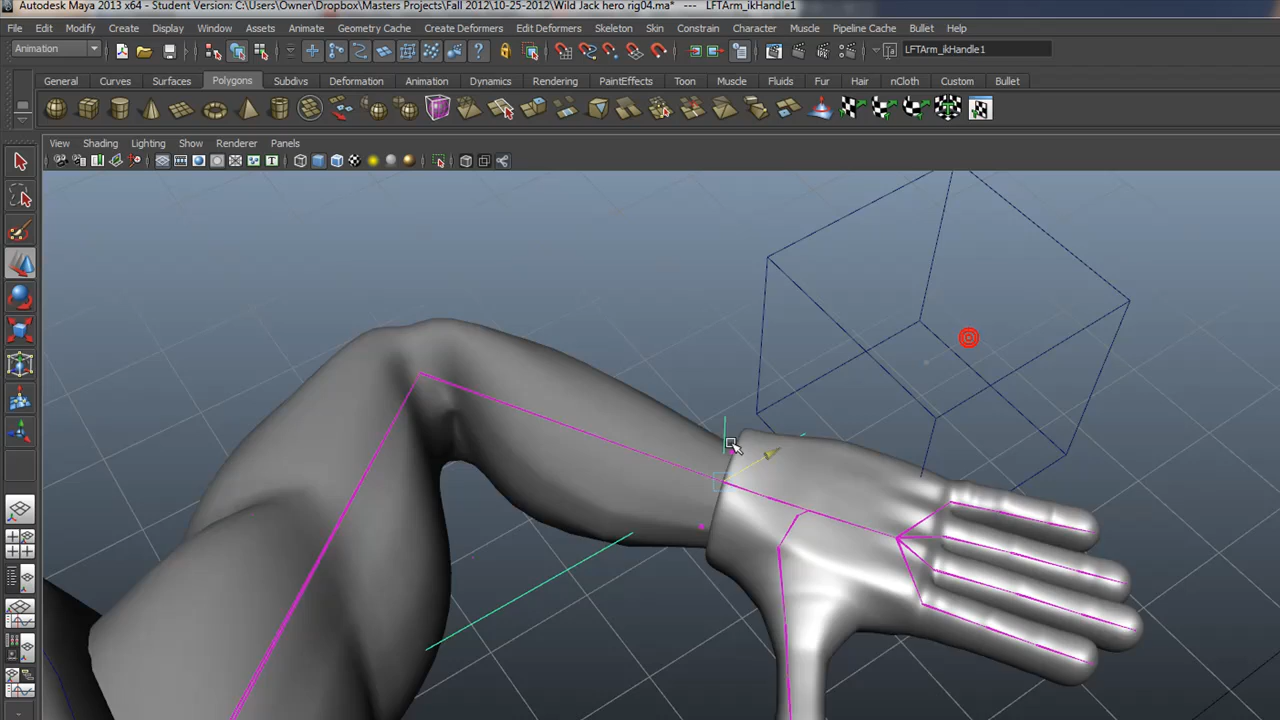 Autodesk Maya 2013 x64 - Student Version: C:\Users\Owner\Dropbox\Masters Projects\Fall 2012\10-25-2012\Wild Jack hero rig04.ma* --- LFTArm_ikHandle1
File Edit Modify Create Display Window Assets Animate Geometry Cache Create Deformers Edit Deformers Skeleton Skin Constrain Character Muscle Pipeline Cache Bullet Help
Animation LFTArm_ikHandle1
General Curves Surfaces Polygons Subdivs Deformation Animation Dynamics Rendering PaintEffects Toon Muscle Fluids Fur Hair nCloth Custom Bullet
View Shading Lighting Show Renderer Panels